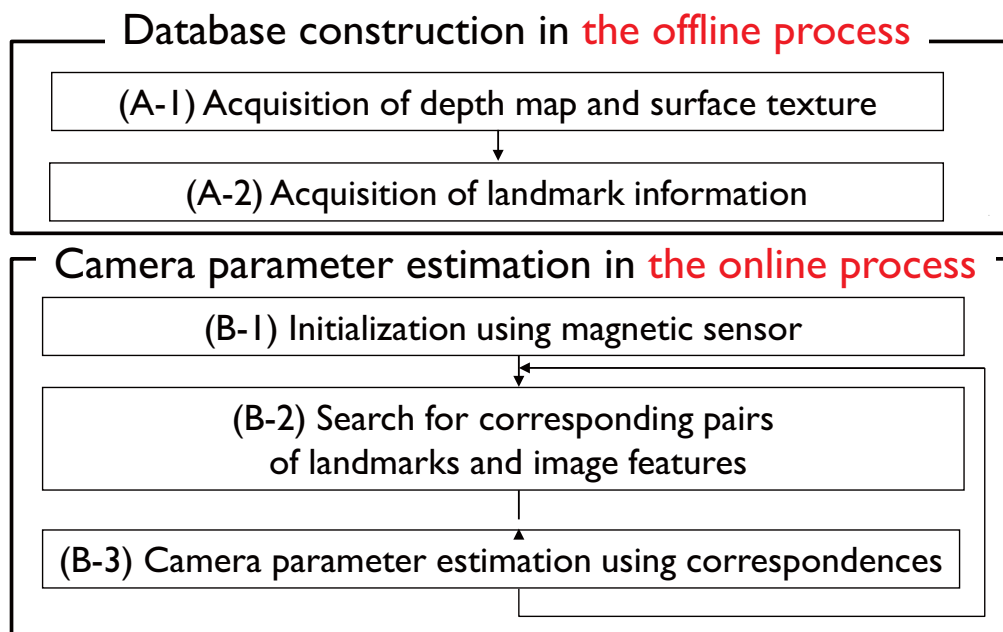 Database construction in the offline process
(A-1) Acquisition of depth map and surface texture
(A-2) Acquisition of landmark information
Camera parameter estimation in the online process
(B-1) Initialization using magnetic sensor
(B-2) Search for corresponding pairs
of landmarks and image features
(B-3) Camera parameter estimation using correspondences